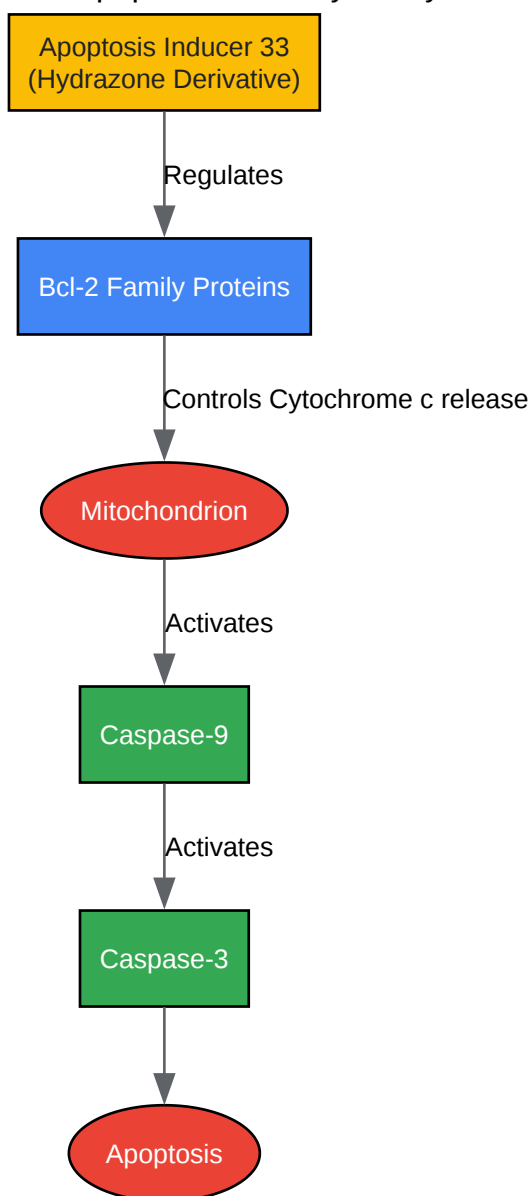 Apoptosis Inducer 33
(Hydrazone Derivative)
Regulates
Bcl-2 Family Proteins
Controls Cytochrome c release
Mitochondrion
Activates
Caspase-9
Activates
Caspase-3
Apoptosis